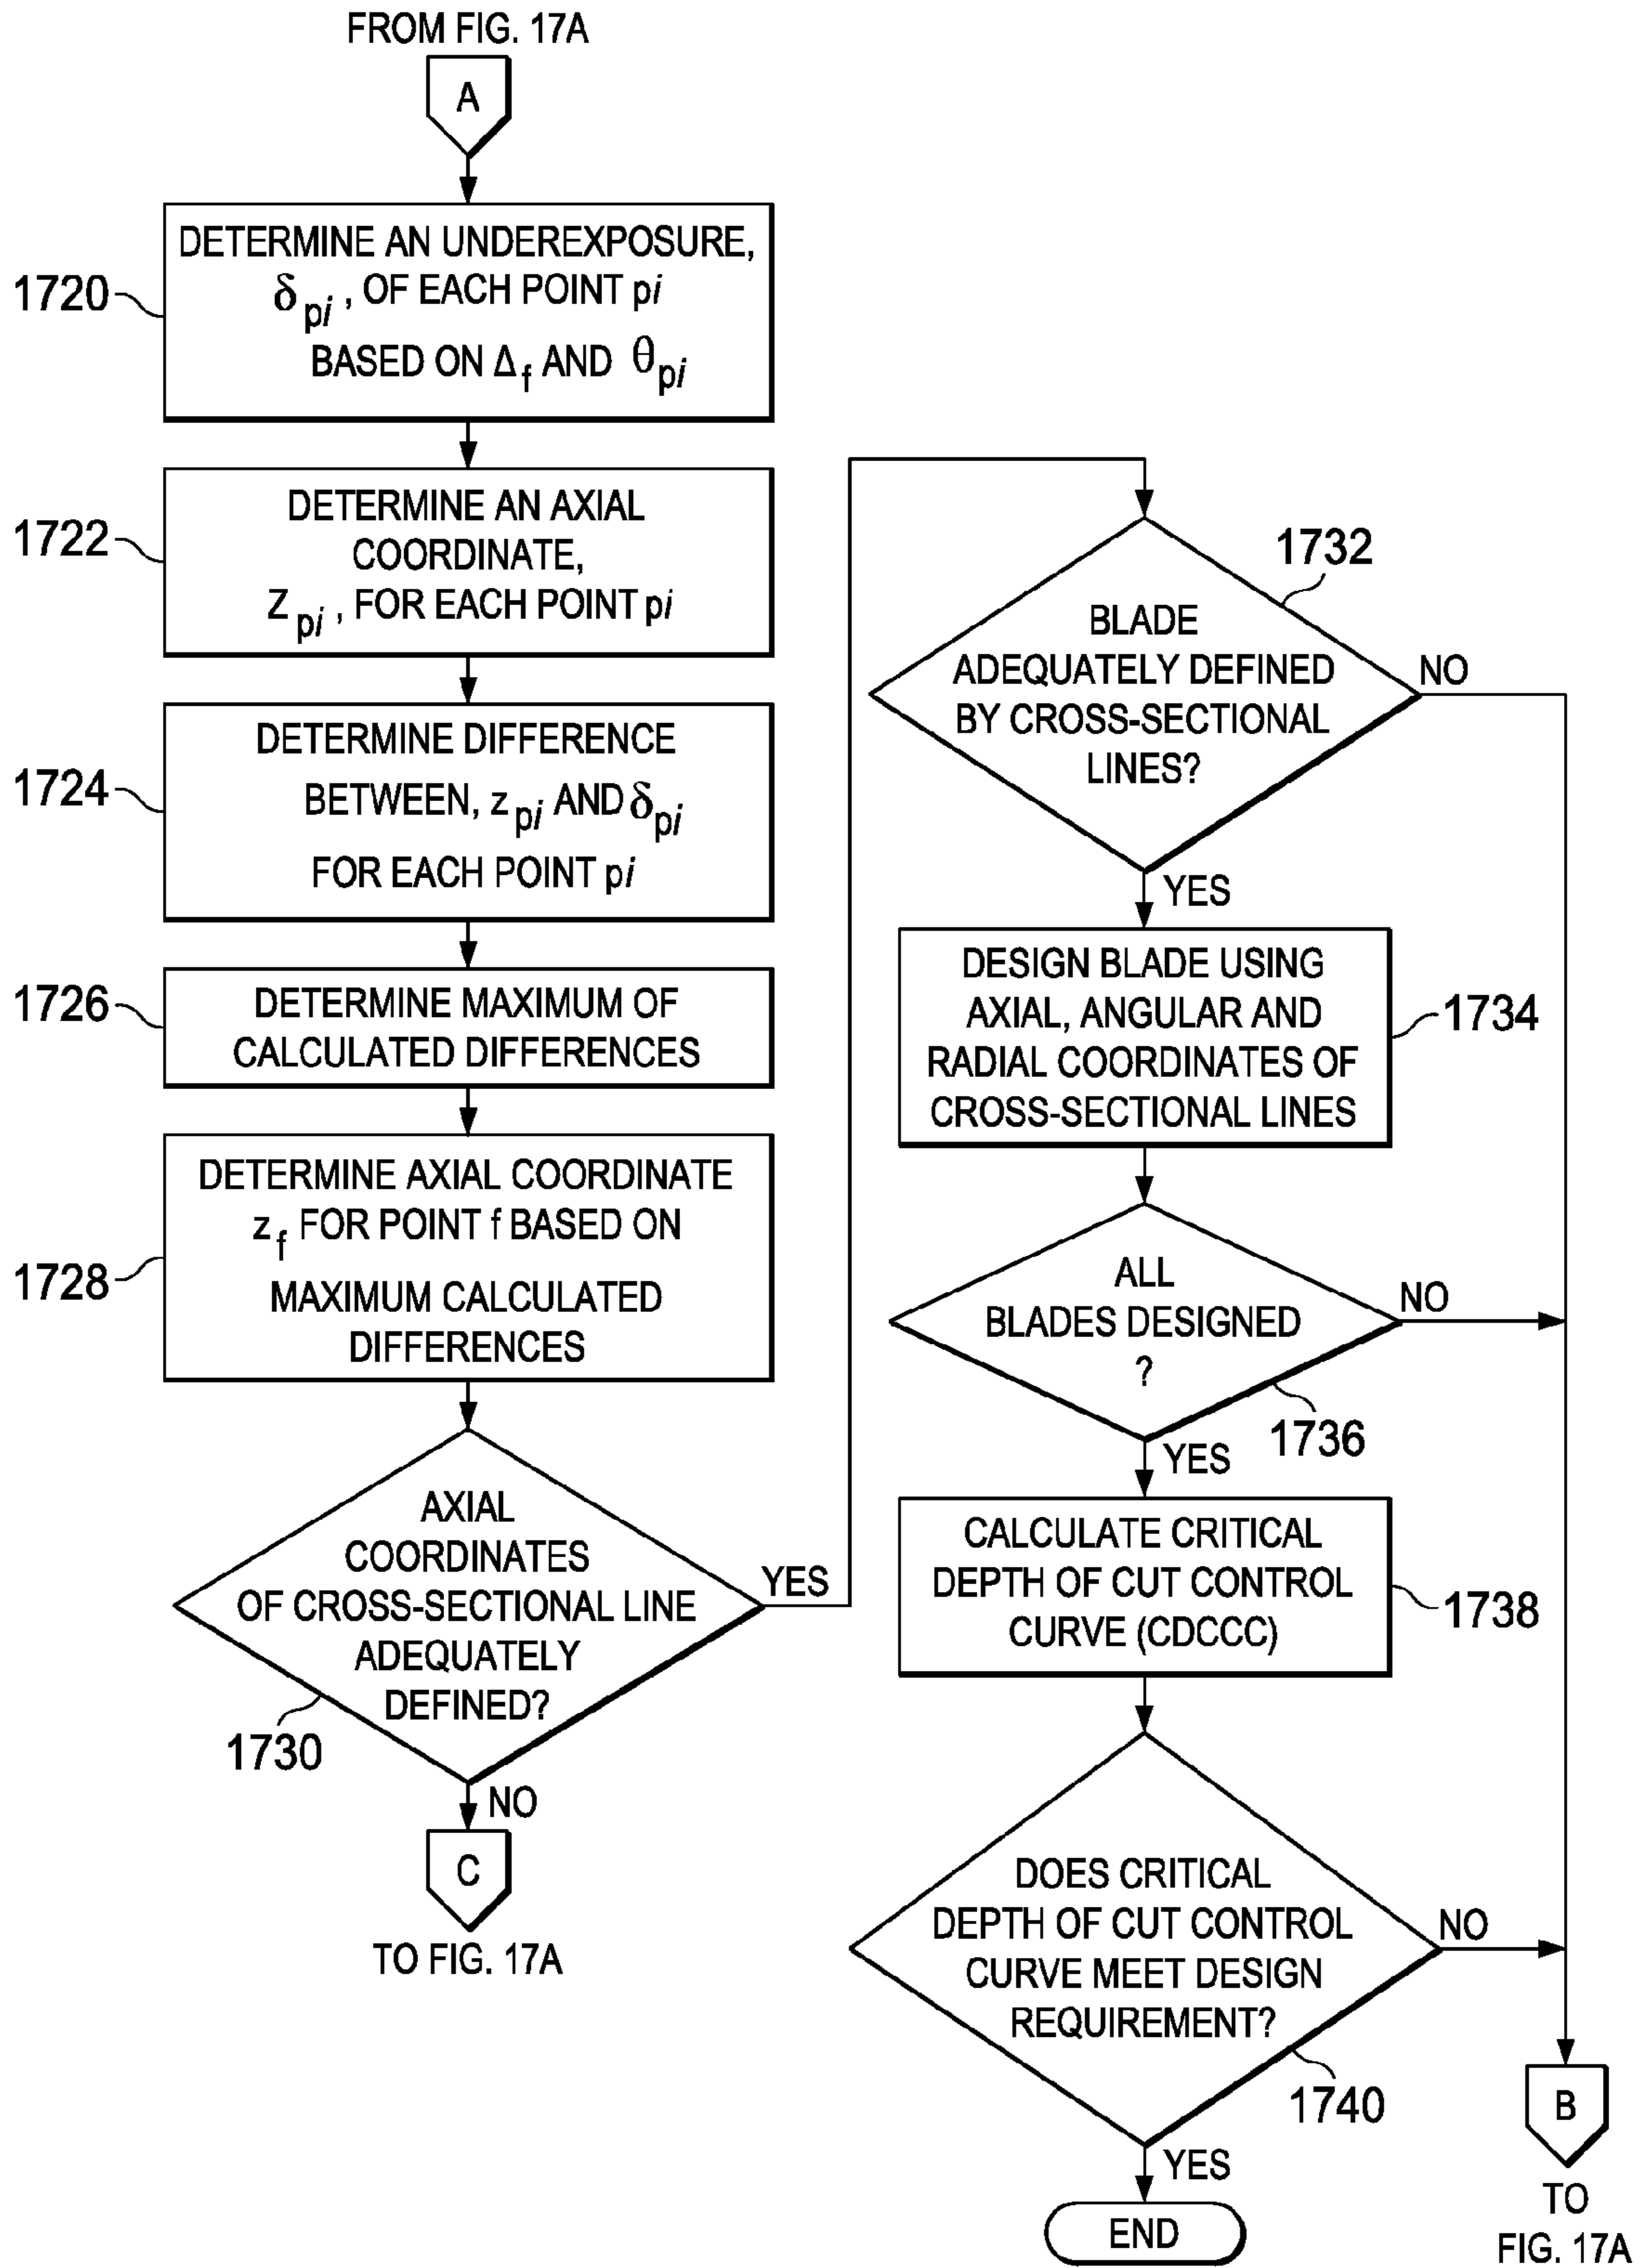 FROM FIG. 17A
A
1720
DETERMINE AN UNDEREXPOSURE,
δpi, OF EACH POINT pi
BASED ON Δf AND θpi
1722
DETERMINE AN AXIAL
COORDINATE,
Zpi, FOR EACH POINT pi
1724
DETERMINE DIFFERENCE
BETWEEN, zpi AND δpi
FOR EACH POINT pi
1726
DETERMINE MAXIMUM OF
CALCULATED DIFFERENCES
1728
DETERMINE AXIAL COORDINATE
zf FOR POINT f BASED ON
MAXIMUM CALCULATED
DIFFERENCES
AXIAL
COORDINATES
OF CROSS-SECTIONAL LINE
ADEQUATELY
DEFINED?
1730
YES
NO
C
TO FIG. 17A
1732
BLADE
ADEQUATELY DEFINED
BY CROSS-SECTIONAL
LINES?
NO
YES
DESIGN BLADE USING
AXIAL, ANGULAR AND
RADIAL COORDINATES OF
CROSS-SECTIONAL LINES
1734
ALL
BLADES DESIGNED
?
NO
1736
YES
CALCULATE CRITICAL
DEPTH OF CUT CONTROL
CURVE (CDCCC)
1738
DOES CRITICAL
DEPTH OF CUT CONTROL
CURVE MEET DESIGN
REQUIREMENT?
NO
1740
YES
END
B
TO
FIG. 17A